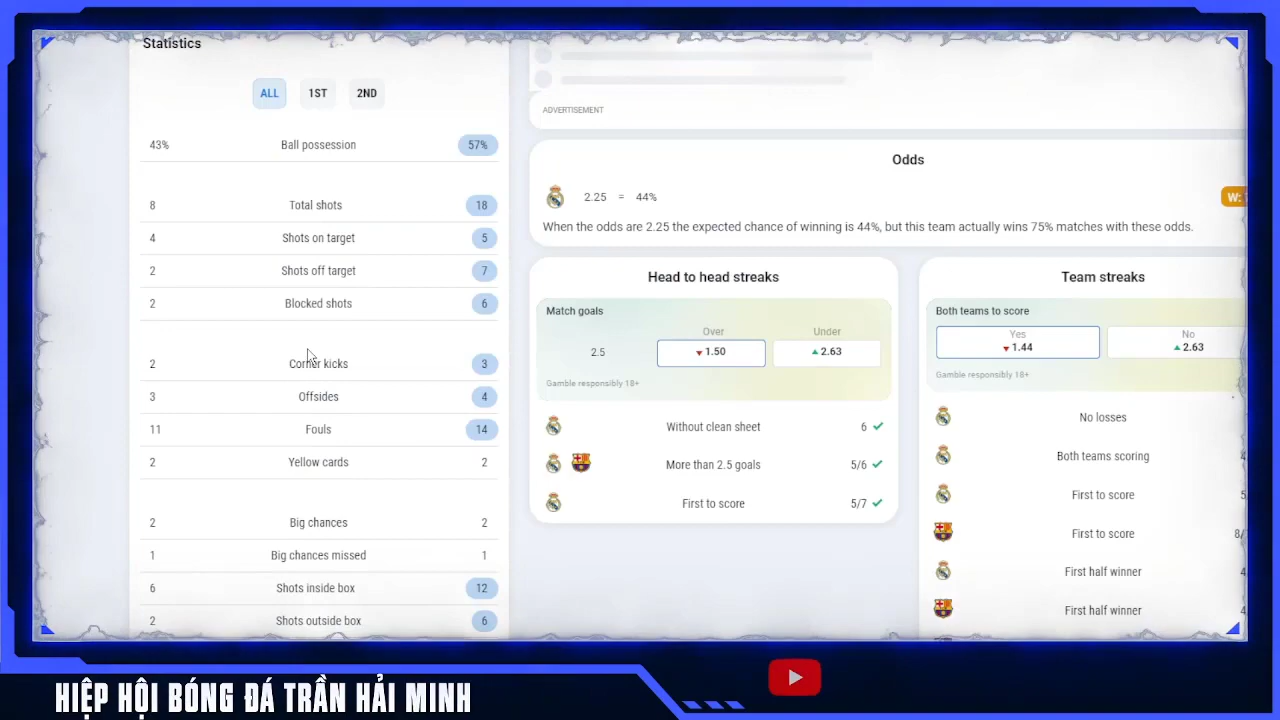 Statistics
ALL 1ST 2ND
43% Ball possession 57%
8 Total shots 18
4 Shots on target 5
2 Shots off target 7
2 Blocked shots 6
2 Corner kicks 3
3 Offsides 4
11 Fouls 14
2 Yellow cards 2
2 Big chances 2
1 Big chances missed 1
6 Shots inside box 12
2 Shots outside box 6
ADVERTISEMENT
Odds
2.25 = 44%
W:
When the odds are 2.25 the expected chance of winning is 44%, but this team actually wins 75% matches with these odds.
Head to head streaks
Match goals
Over Under
2.5 1.50 2.63
Gamble responsibly 18+
Without clean sheet 6
More than 2.5 goals 5/6
First to score 5/7
Team streaks
Both teams to score
Yes No
1.44 2.63
Gamble responsibly 18+
No losses
Both teams scoring
First to score
First to score 8/
First half winner
First half winner
HIỆP HỘI BÓNG ĐÁ TRẦN HẢI MINH